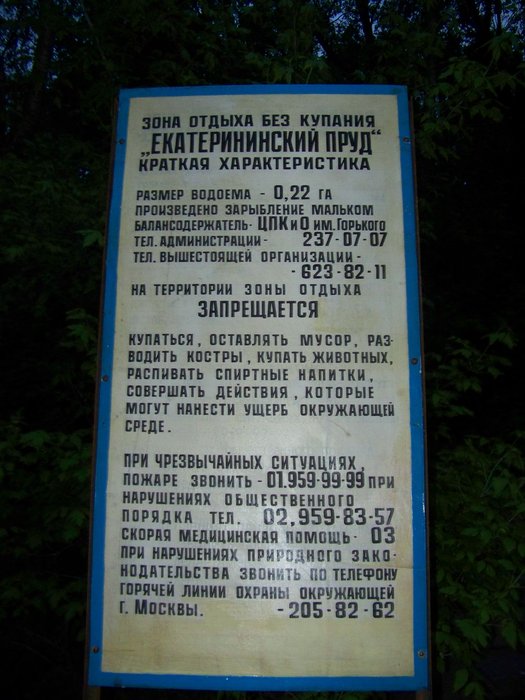 ЗОНА ОТДЫХА БЕЗ КУПАНИЯ
„ЕКАТЕРИНИНСКИЙ ПРУД“
КРАТКАЯ ХАРАКТЕРИСТИКА
РАЗМЕР ВОДОЕМА - 0,22 ГА
ПРОИЗВЕДЕНО ЗАРЫБЛЕНИЕ МАЛЬКОМ
БАЛАНСОДЕРЖАТЕЛЬ- ЦПК и О ИМ. ГОРЬКОГО
ТЕЛ. АДМИНИСТРАЦИИ- 237-07-07
ТЕЛ. ВЫШЕСТОЯЩЕЙ ОРГАНИЗАЦИИ -
- 623-82-11
НА ТЕРРИТОРИИ ЗОНЫ ОТДЫХА
ЗАПРЕЩАЕТСЯ
КУПАТЬСЯ, ОСТАВЛЯТЬ МУСОР, РАЗ-
ВОДИТЬ КОСТРЫ, КУПАТЬ ЖИВОТНЫХ,
РАСПИВАТЬ СПИРТНЫЕ НАПИТКИ,
СОВЕРШАТЬ ДЕЙСТВИЯ, КОТОРЫЕ
МОГУТ НАНЕСТИ УЩЕРБ ОКРУЖАЮЩЕЙ
СРЕДЕ.
ПРИ ЧРЕЗВЫЧАЙНЫХ СИТУАЦИЯХ,
ПОЖАРЕ ЗВОНИТЬ - 01.959-99-99 ПРИ
НАРУШЕНИЯХ ОБЩЕСТВЕННОГО
ПОРЯДКА ТЕЛ. 02,959-83-57
СКОРАЯ МЕДИЦИНСКАЯ ПОМОЩЬ- 03
ПРИ НАРУШЕНИЯХ ПРИРОДНОГО ЗАКО-
НОДАТЕЛЬСТВА ЗВОНИТЬ ПО ТЕЛЕФОНУ
ГОРЯЧЕЙ ЛИНИИ ОХРАНЫ ОКРУЖАЮЩЕЙ
Г. МОСКВЫ. - 205-82-62